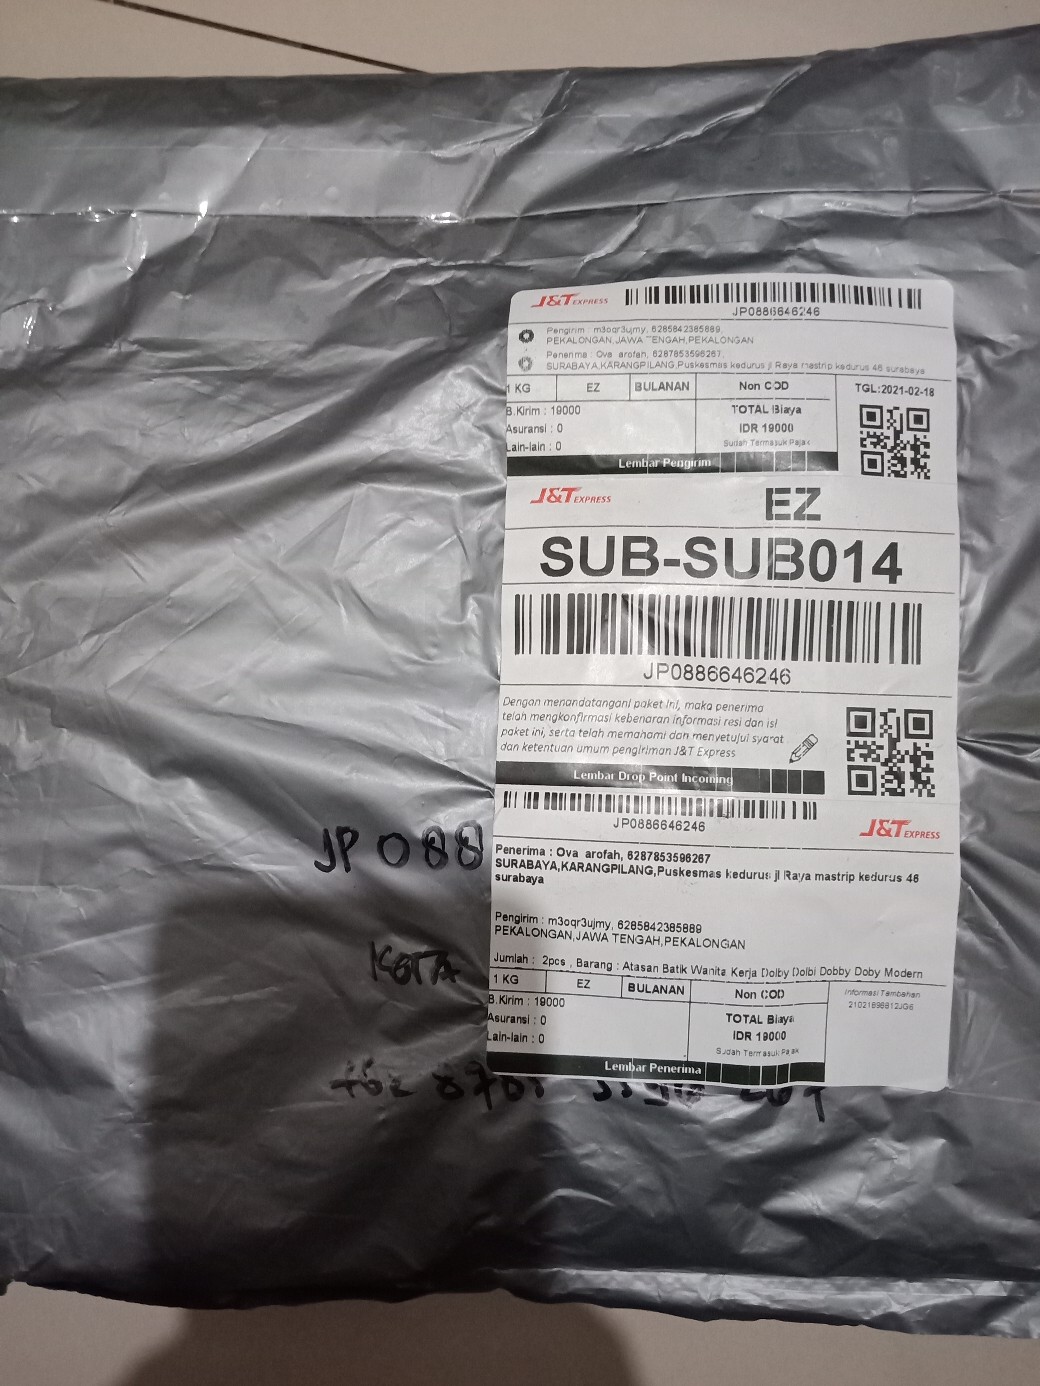 J&T EXPRESS
JP0886646246
Pengirim : m3oqr3ujmy, 6285842385889,
PEKALONGAN,JAWA TENGAH,PEKALONGAN
Penerima : Ova arofah, 6287853596267,
SURABAYA,KARANGPILANG,Puskesmas kedurus jl Raya mastrip kedurus 46 surabaya
1 KG EZ BULANAN Non COD TGL:2021-02-18
B.Kirim : 19000 TOTAL Biaya
Asuransi : 0 IDR 19000
Lain-lain : 0 Sudah Termasuk Pajak
Lembar Pengirim
J&T EXPRESS EZ
SUB-SUB014
JP0886646246
Dengan menandatangani paket ini, maka penerima
telah mengkonfirmasi kebenaran informasi resi dan isi
paket ini, serta telah memahami dan menyetujui syarat
dan ketentuan umum pengiriman J&T Express
Lembar Drop Point Incoming
JP0886646246
J&T EXPRESS
Penerima : Ova arofah, 6287853596267
SURABAYA,KARANGPILANG,Puskesmas kedurus jl Raya mastrip kedurus 46
surabaya
Pengirim : m3oqr3ujmy, 6285842385889
PEKALONGAN,JAWA TENGAH,PEKALONGAN
Jumlah : 2pcs , Barang : Atasan Batik Wanita Kerja Dolby Dolbi Dobby Doby Modern
1 KG EZ BULANAN Non COD Informasi Tambahan
B.Kirim : 19000 TOTAL Biaya
Asuransi : 0 IDR 19000
Lain-lain : 0 Sudah Termasuk Pajak
Lembar Penerima
JP 088
KOTA